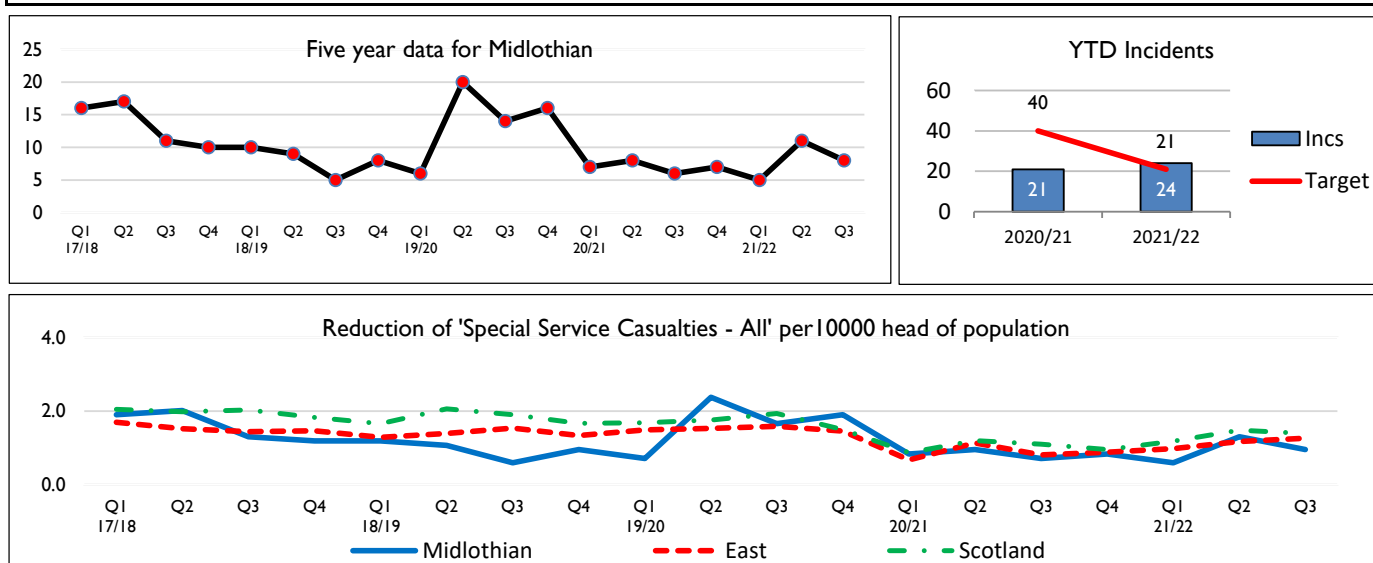 Five year data for Midlothian
25
20
15
10
5
0
Q1 Q2 Q3 Q4 Q1 Q2 Q3 Q4 Q1 Q2 Q3 Q4 Q1 Q2 Q3 Q4 Q1 Q2 Q3
17/18 18/19 19/20 20/21 21/22
YTD Incidents
60
40
20
0
40
21
21
24
2020/21 2021/22
Incs
Target
Reduction of 'Special Service Casualties - All' per10000 head of population
4.0
2.0
0.0
Q1 Q2 Q3 Q4 Q1 Q2 Q3 Q4 Q1 Q2 Q3 Q4 Q1 Q2 Q3 Q4 Q1 Q2 Q3
17/18 18/19 19/20 20/21 21/22
Midlothian East Scotland